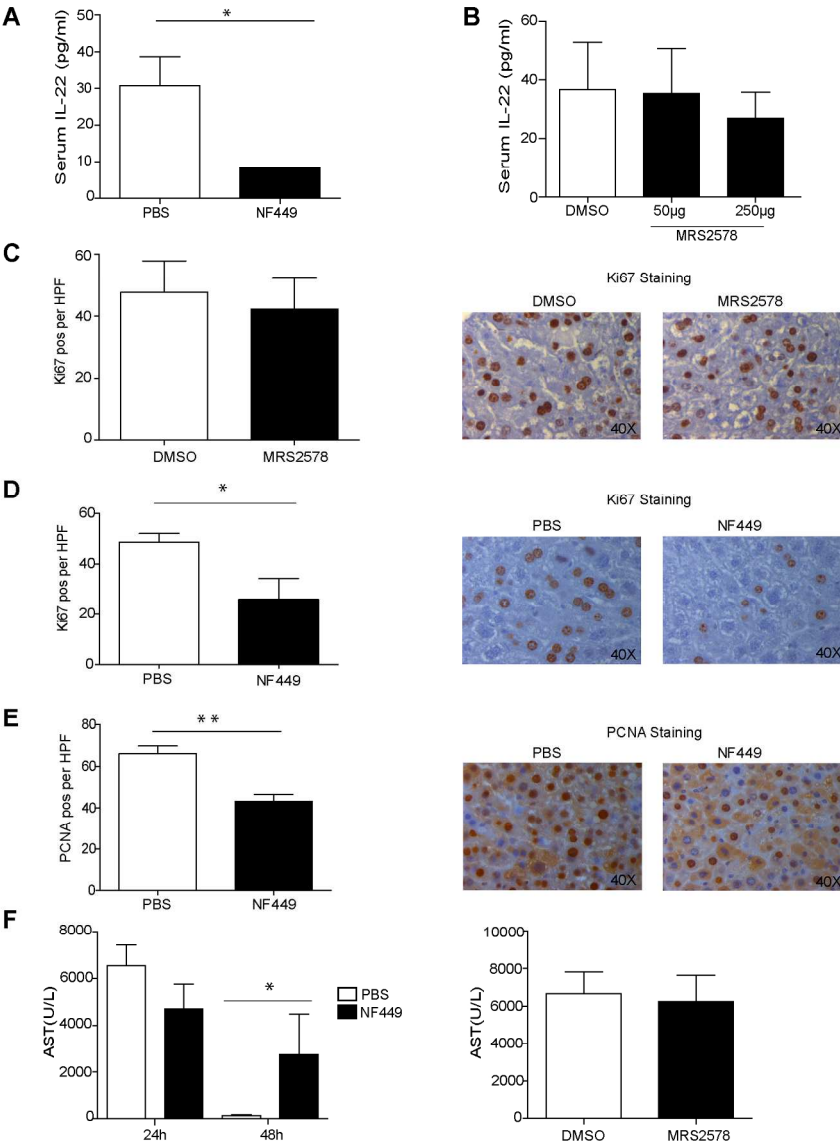 A
Serum IL-22 (pg/ml)
50
40
30
20
10
0
*
PBS
NF449
B
Serum IL-22 (pg/ml)
60
40
20
0
DMSO
50µg
250µg
MRS2578
C
Ki67 pos per HPF
60
40
20
0
DMSO
MRS2578
Ki67 Staining
DMSO
MRS2578
40X
40X
D
Ki67 pos per HPF
60
40
20
0
*
PBS
NF449
Ki67 Staining
PBS
NF449
40X
40X
E
PCNA pos per HPF
80
60
40
20
0
* *
PBS
NF449
PCNA Staining
PBS
NF449
40X
40X
F
AST(U/L)
8000
6000
4000
2000
0
*
24h
48h
PBS
NF449
AST(U/L)
10000
8000
6000
4000
2000
0
DMSO
MRS2578